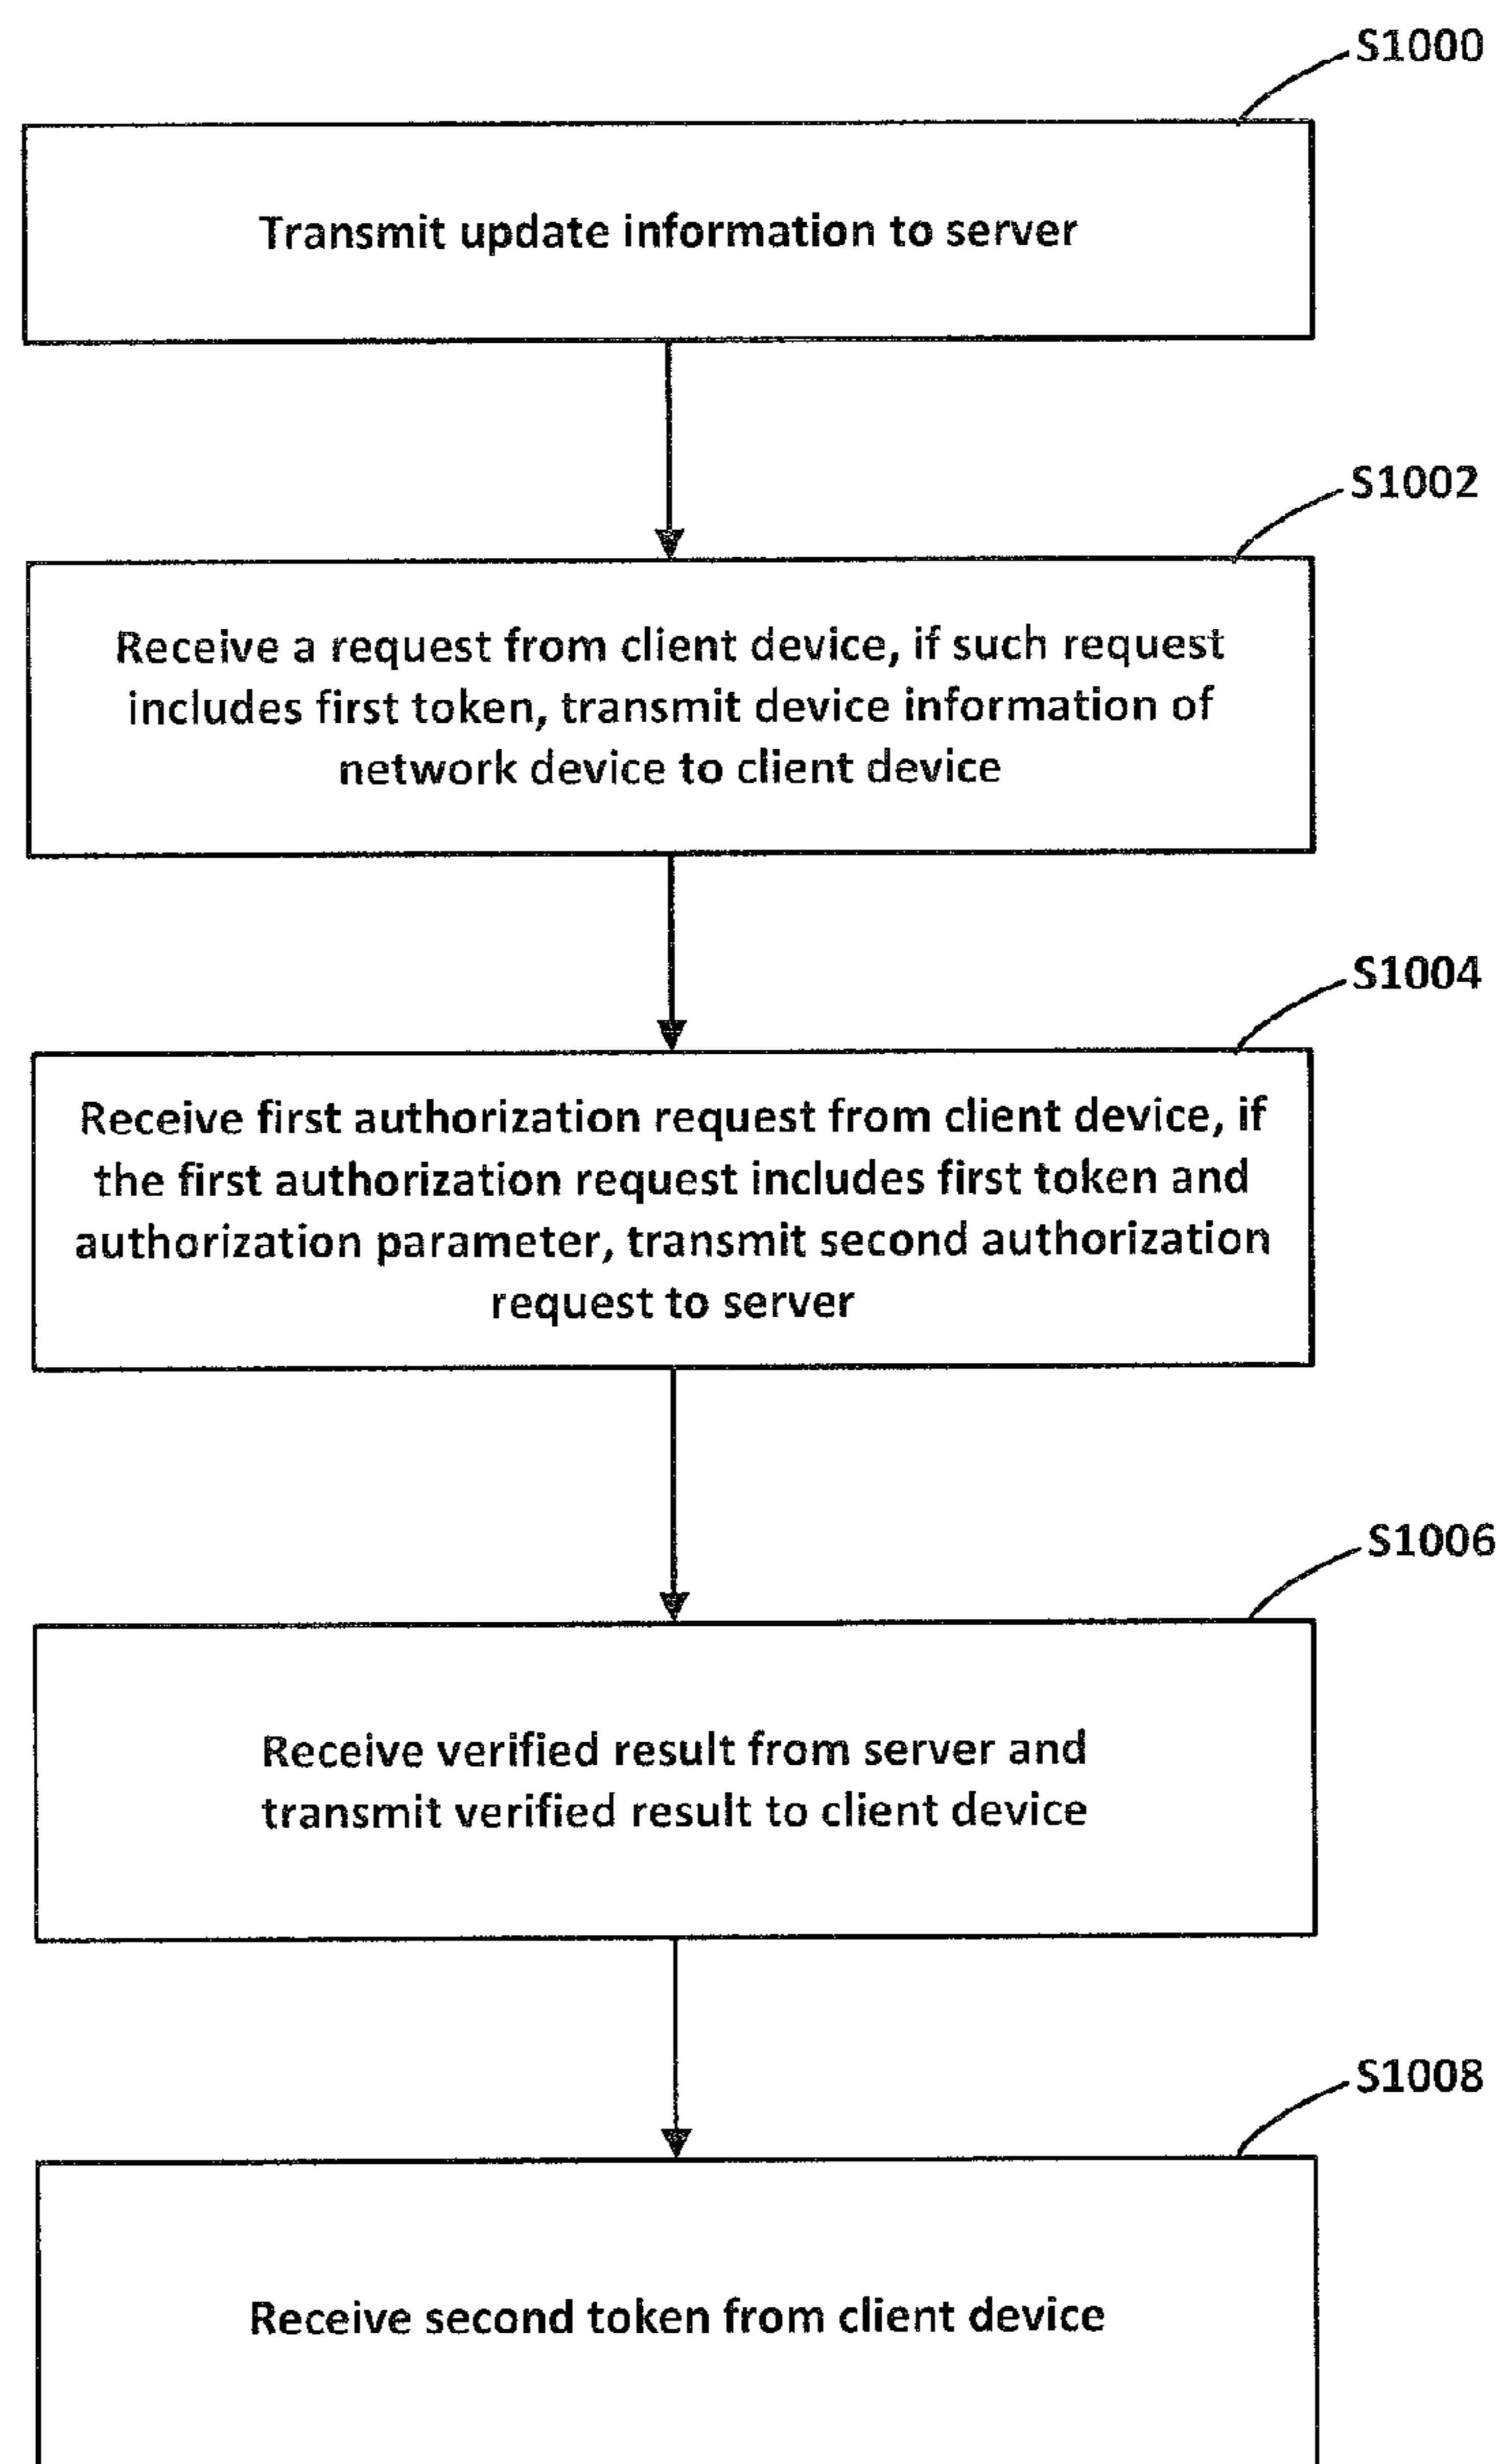 S1000
Transmit update information to server
S1002
Receive a request from client device, if such request
includes first token, transmit device information of
network device to client device
S1004
Receive first authorization request from client device, if
the first authorization request includes first token and
authorization parameter, transmit second authorization
request to server
S1006
Receive verified result from server and
transmit verified result to client device
S1008
Receive second token from client device